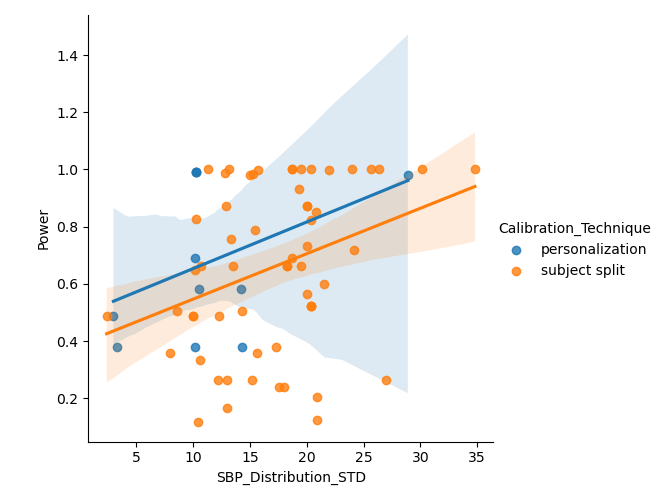 1.4
1.2
1.0
0.8
0.6
0.4
0.2
Power
5 10 15 20 25 30 35
SBP_Distribution_STD
Calibration_Technique
personalization
subject split